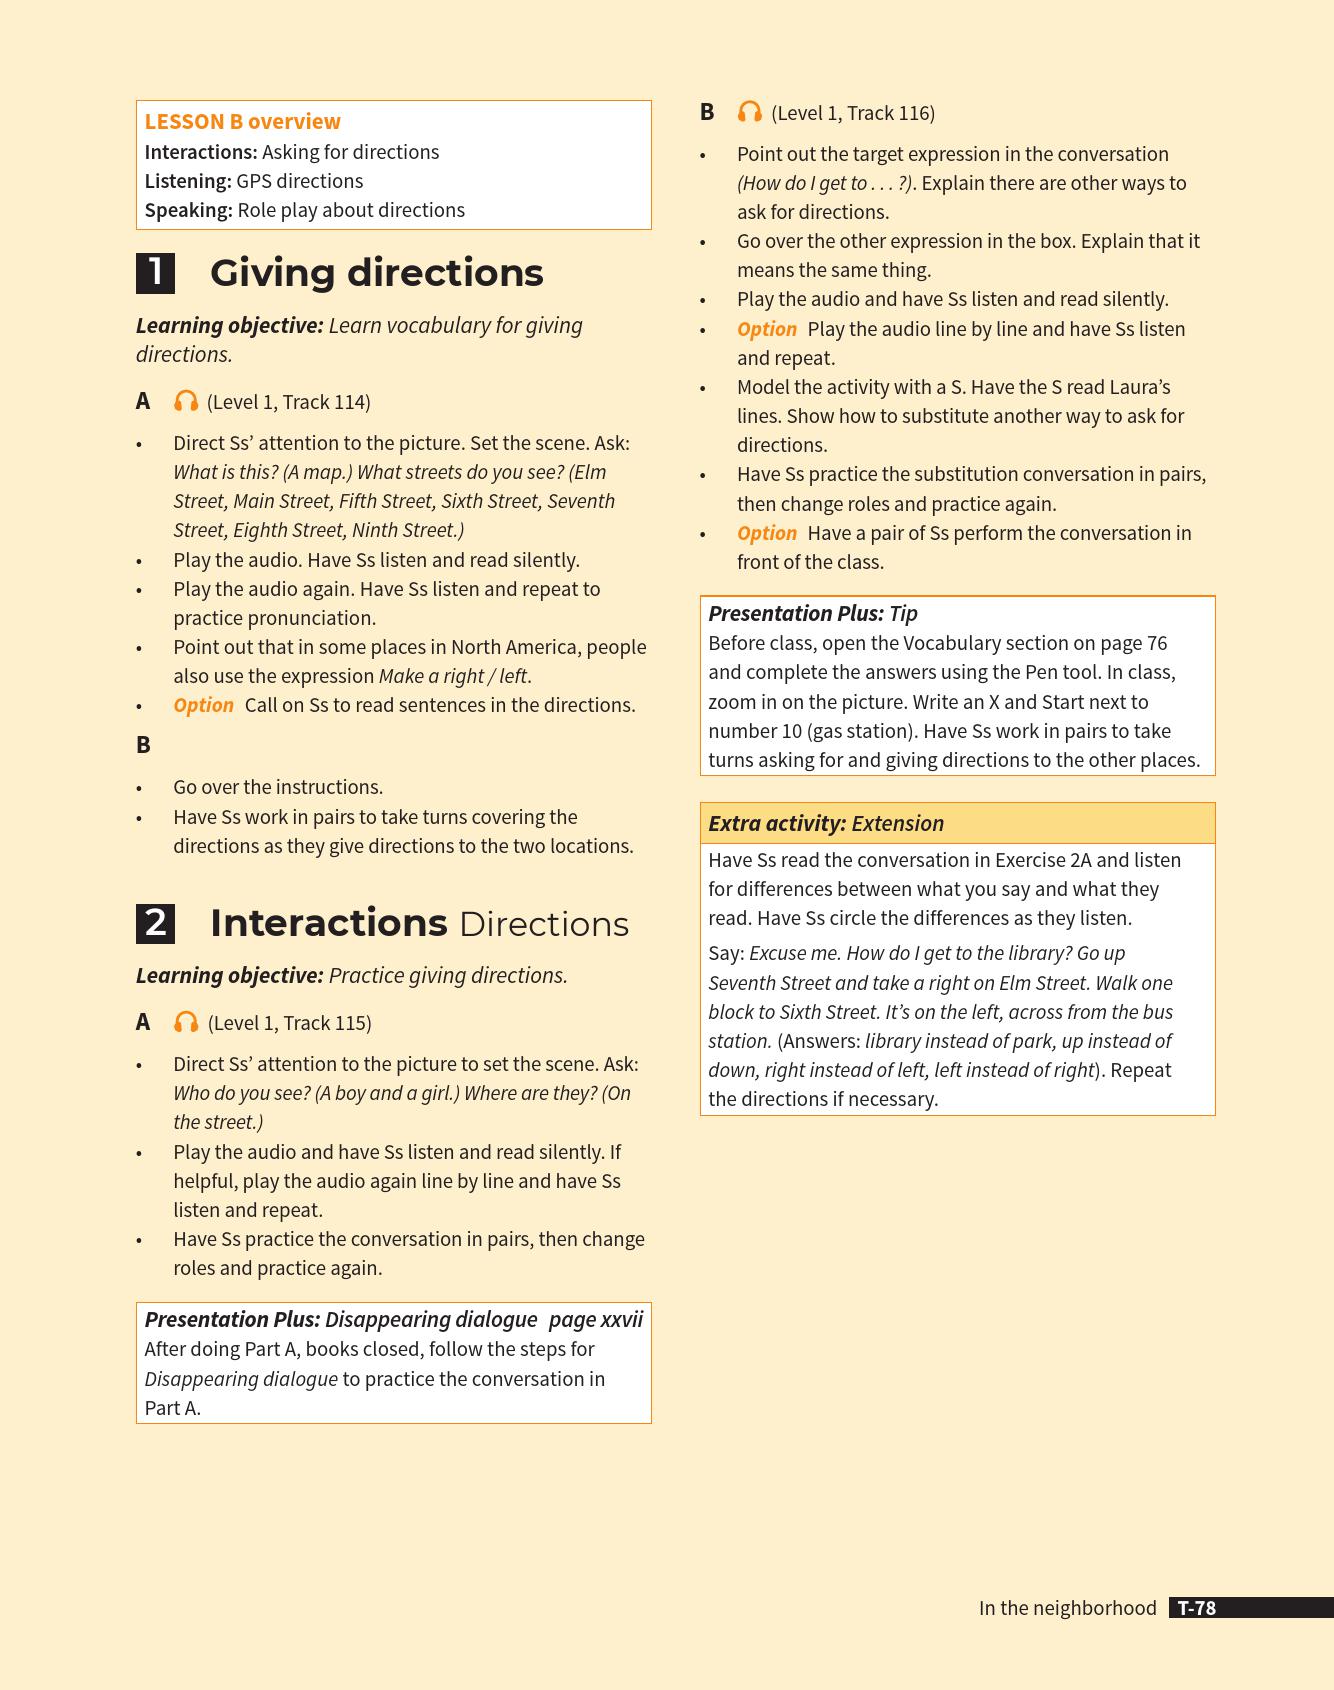 LESSON B overview
Interactions: Asking for directions
Listening: GPS directions
Speaking: Role play about directions
1 Giving directions
Learning objective: Learn vocabulary for giving
directions.
A (Level 1, Track 114)
• Direct Ss’ attention to the picture. Set the scene. Ask:
What is this? (A map.) What streets do you see? (Elm
Street, Main Street, Fifth Street, Sixth Street, Seventh
Street, Eighth Street, Ninth Street.)
• Play the audio. Have Ss listen and read silently.
• Play the audio again. Have Ss listen and repeat to
practice pronunciation.
• Point out that in some places in North America, people
also use the expression Make a right / left.
• Option Call on Ss to read sentences in the directions.
B
• Go over the instructions.
• Have Ss work in pairs to take turns covering the
directions as they give directions to the two locations.
2 Interactions Directions
Learning objective: Practice giving directions.
A (Level 1, Track 115)
• Direct Ss’ attention to the picture to set the scene. Ask:
Who do you see? (A boy and a girl.) Where are they? (On
the street.)
• Play the audio and have Ss listen and read silently. If
helpful, play the audio again line by line and have Ss
listen and repeat.
• Have Ss practice the conversation in pairs, then change
roles and practice again.
Presentation Plus: Disappearing dialogue page xxvii
After doing Part A, books closed, follow the steps for
Disappearing dialogue to practice the conversation in
Part A.
B (Level 1, Track 116)
• Point out the target expression in the conversation
(How do I get to . . . ?). Explain there are other ways to
ask for directions.
• Go over the other expression in the box. Explain that it
means the same thing.
• Play the audio and have Ss listen and read silently.
• Option Play the audio line by line and have Ss listen
and repeat.
• Model the activity with a S. Have the S read Laura’s
lines. Show how to substitute another way to ask for
directions.
• Have Ss practice the substitution conversation in pairs,
then change roles and practice again.
• Option Have a pair of Ss perform the conversation in
front of the class.
Presentation Plus: Tip
Before class, open the Vocabulary section on page 76
and complete the answers using the Pen tool. In class,
zoom in on the picture. Write an X and Start next to
number 10 (gas station). Have Ss work in pairs to take
turns asking for and giving directions to the other places.
Extra activity: Extension
Have Ss read the conversation in Exercise 2A and listen
for differences between what you say and what they
read. Have Ss circle the differences as they listen.
Say: Excuse me. How do I get to the library? Go up
Seventh Street and take a right on Elm Street. Walk one
block to Sixth Street. It’s on the left, across from the bus
station. (Answers: library instead of park, up instead of
down, right instead of left, left instead of right). Repeat
the directions if necessary.
In the neighborhood T-78